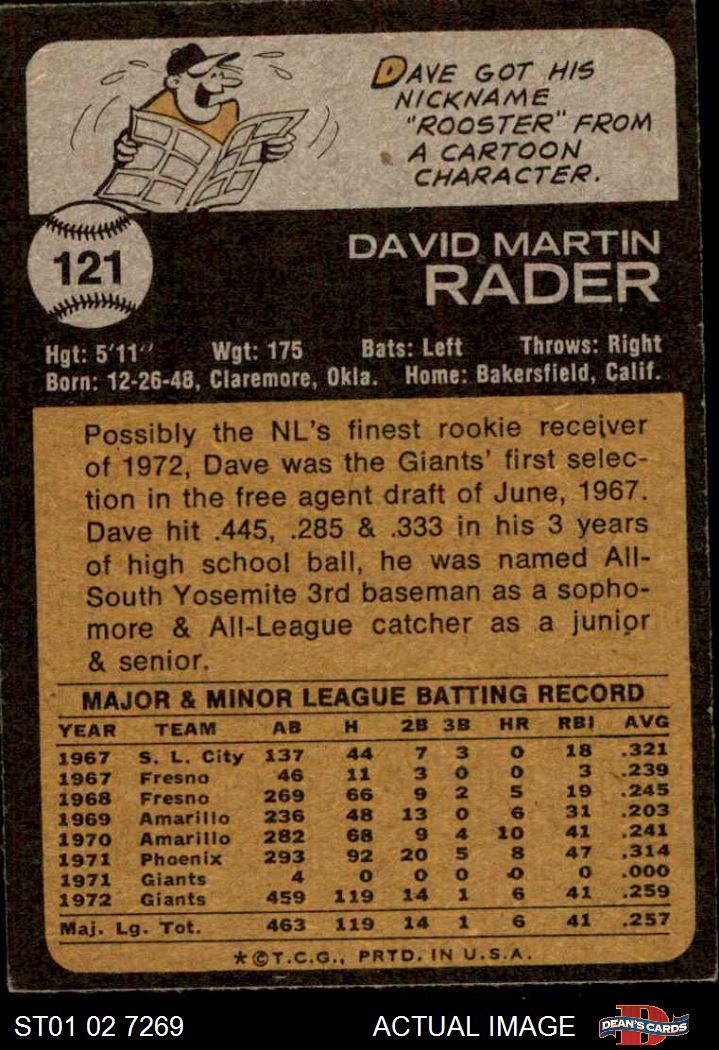 DAVE GOT HIS
NICKNAME
"ROOSTER" FROM
A CARTOON
CHARACTER.
121
DAVID MARTIN
RADER
Hgt: 5'11" Wgt: 175 Bats: Left Throws: Right
Born: 12-26-48, Claremore, Okla. Home: Bakersfield, Calif.
Possibly the NL's finest rookie receiver
of 1972, Dave was the Giants' first selec-
tion in the free agent draft of June, 1967.
Dave hit .445, .285 & .333 in his 3 years
of high school ball, he was named All-
South Yosemite 3rd baseman as a sopho-
more & All-League catcher as a junior
& senior.
MAJOR & MINOR LEAGUE BATTING RECORD
YEAR TEAM AB H 2B 3B HR RBI AVG
1967 S. L. City 137 44 7 3 0 18 .321
1967 Fresno 46 11 3 0 0 3 .239
1968 Fresno 269 66 9 2 5 19 .245
1969 Amarillo 236 48 13 0 6 31 .203
1970 Amarillo 282 68 9 4 10 41 .241
1971 Phoenix 293 92 20 5 8 47 .314
1971 Giants 4 0 0 0 0 0 .000
1972 Giants 459 119 14 1 6 41 .259
Maj. Lg. Tot. 463 119 14 1 6 41 .257
*©T.C.G., PRTD. IN U.S.A.
ST01 02 7269 ACTUAL IMAGE DEAN'S CARDS